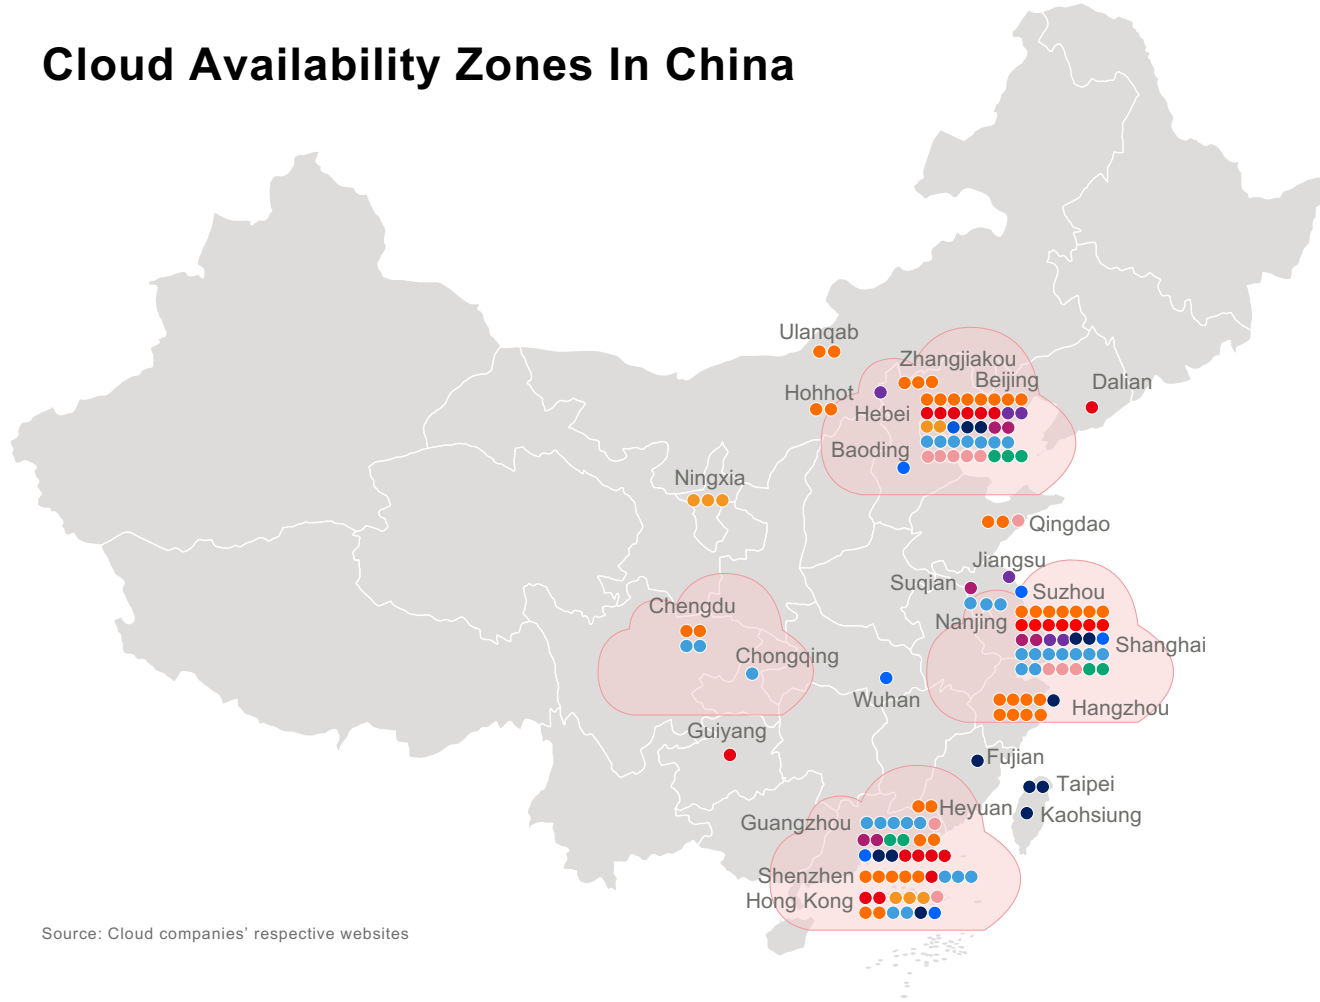 Cloud Availability Zones In China
Ulanqab
Zhangjiakou
Beijing
Dalian
Hohhot
Hebei
Baoding
Ningxia
Qingdao
Jiangsu
Suqian
Suzhou
Chengdu
Nanjing
Shanghai
Chongqing
Wuhan
Hangzhou
Guiyang
Fujian
Taipei
Heyuan
Kaohsiung
Guangzhou
Shenzhen
Hong Kong
Source: Cloud companies’ respective websites